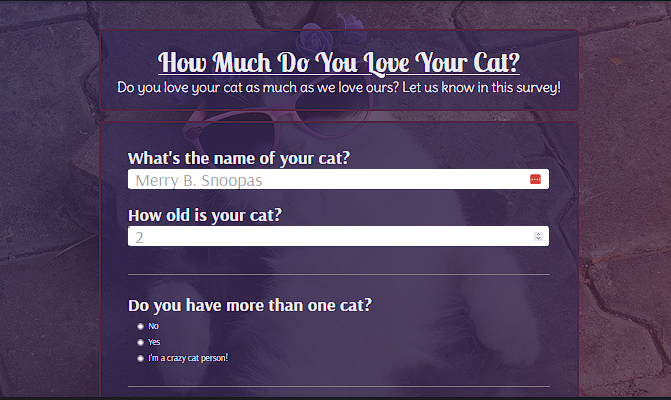 How Much Do You Love Your Cat?
Do you love your cat as much as we love ours? Let us know in this survey!
What's the name of your cat?
Merry B. Snoopas
How old is your cat?
2
Do you have more than one cat?
No
Yes
I'm a crazy cat person!